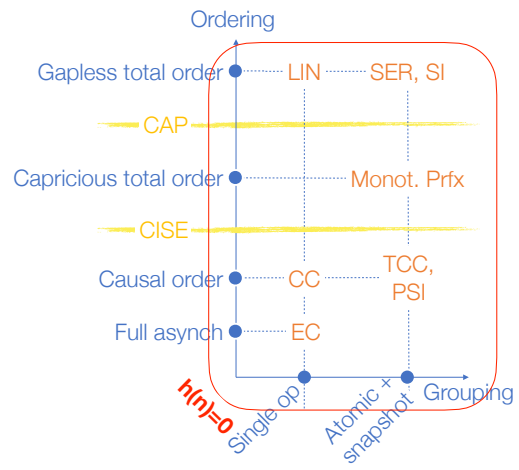 Ordering
Gapless total order
LIN
SER, SI
CAP
Capricious total order
Monot. Prfx
CISE
Causal order
CC
TCC,
PSI
Full asynch
EC
h(n)=0
Single op
Atomic +
snapshot
Grouping